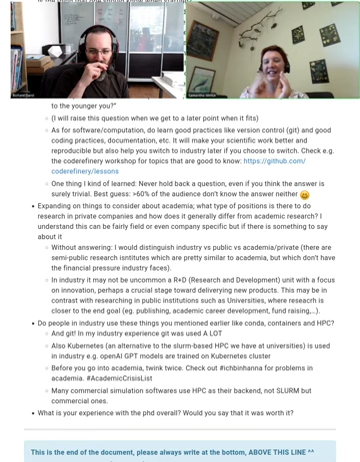 to the younger you?"
(I will raise this question when we get to a later point when it fits)
As for software/computation, do learn good practices like version control (git) and good
coding practices, documentation, etc. It will make your scientific work better and
reproducible but also help you switch to industry later if you choose to switch. Check e.g.
the coderefinery workshop for topics that are good to know: https://github.com/
coderefinery/lessons
One thing I kind of learned: Never hold back a question, even if you think the answer is
surely trivial. Best guess: >60% of the audience don't know the answer neither 😄
Expanding on things to consider about academia; what type of positions is there to do
research in private companies and how does it generally differ from academic research? I
understand this can be fairly field or even company specific but if there is something to say
about it
Without answering: I would distinguish industry vs public vs academia/private (there are
semi-public research isntitutes which are pretty similar to academia, but which don't have
the financial pressure industry faces).
In industry it may not be uncommon a R+D (Research and Development) unit with a focus
on innovation, perhaps a crucial stage toward deliverying new products. This may be in
contrast with researching in public institutions such as Universities, where research is
closer to the end goal (eg. publishing, academic career development, fund raising,...).
Do people in industry use these things you mentioned earlier like conda, containers and HPC?
And git! In my industry experience git was used A LOT
Also Kubernetes (an alternative to the slurm-based HPC we have at universities) is used
in industry e.g. openAI GPT models are trained on Kubernetes cluster
Before you go into academia, twink twice. Check out #ichbinhanna for problems in
academia. #AcademicCrisisList
Many commercial simulation softwares use HPC as their backend, not SLURM but
commercial ones.
What is your experience with the phd overall? Would you say that it was worth it?
This is the end of the document, please always write at the bottom, ABOVE THIS LINE ^^